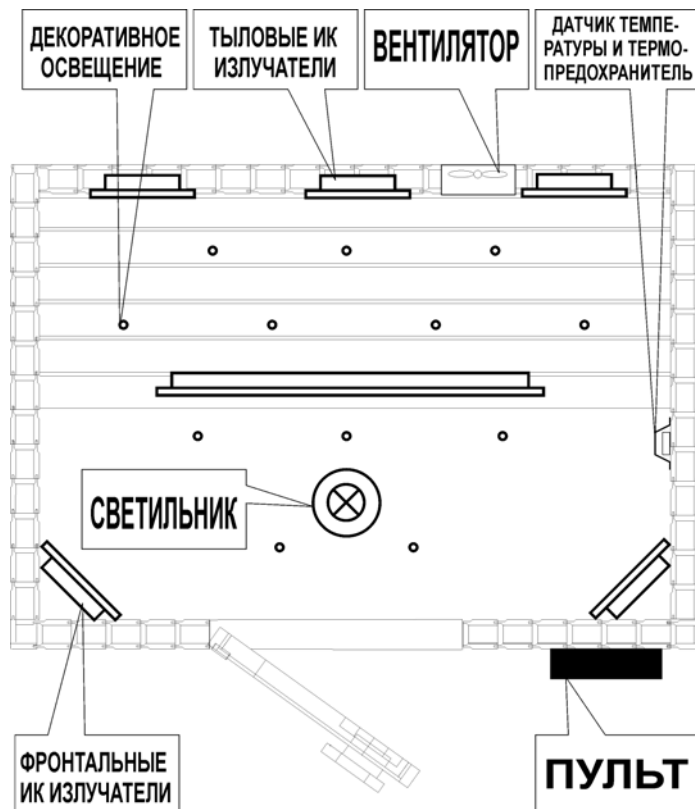 ДЕКОРАТИВНОЕ
ОСВЕЩЕНИЕ
ТЫЛОВЫЕ ИК
ИЗЛУЧАТЕЛИ
ВЕНТИЛЯТОР
ДАТЧИК ТЕМПЕ-
РАТУРЫ И ТЕРМО-
ПРЕДОХРАНИТЕЛЬ
СВЕТИЛЬНИК
ФРОНТАЛЬНЫЕ
ИК ИЗЛУЧАТЕЛИ
ПУЛЬТ